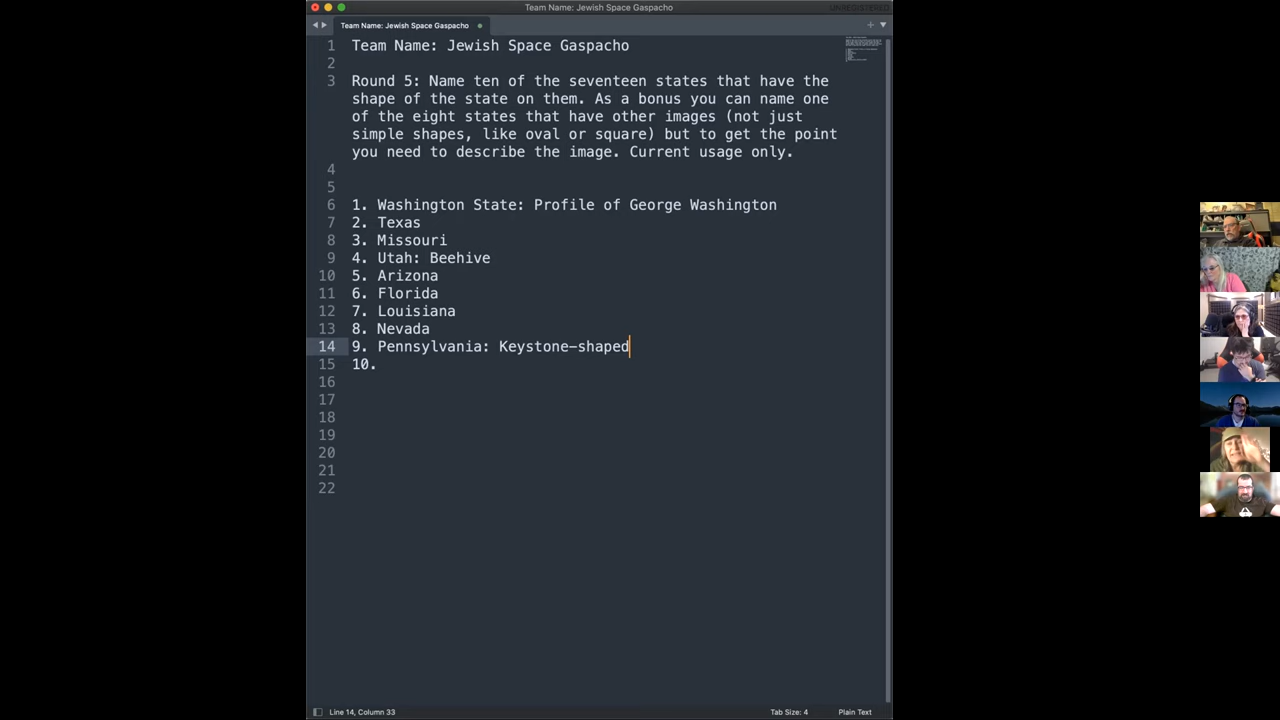 Team Name: Jewish Space Gaspacho
UNREGISTERED
Team Name: Jewish Space Gaspacho
1 Team Name: Jewish Space Gaspacho
2
3 Round 5: Name ten of the seventeen states that have the
shape of the state on them. As a bonus you can name one
of the eight states that have other images (not just
simple shapes, like oval or square) but to get the point
you need to describe the image. Current usage only.
4
5
6 1. Washington State: Profile of George Washington
7 2. Texas
8 3. Missouri
9 4. Utah: Beehive
10 5. Arizona
11 6. Florida
12 7. Louisiana
13 8. Nevada
14 9. Pennsylvania: Keystone-shaped
15 10.
16
17
18
19
20
21
22
Line 14, Column 33
Tab Size: 4
Plain Text